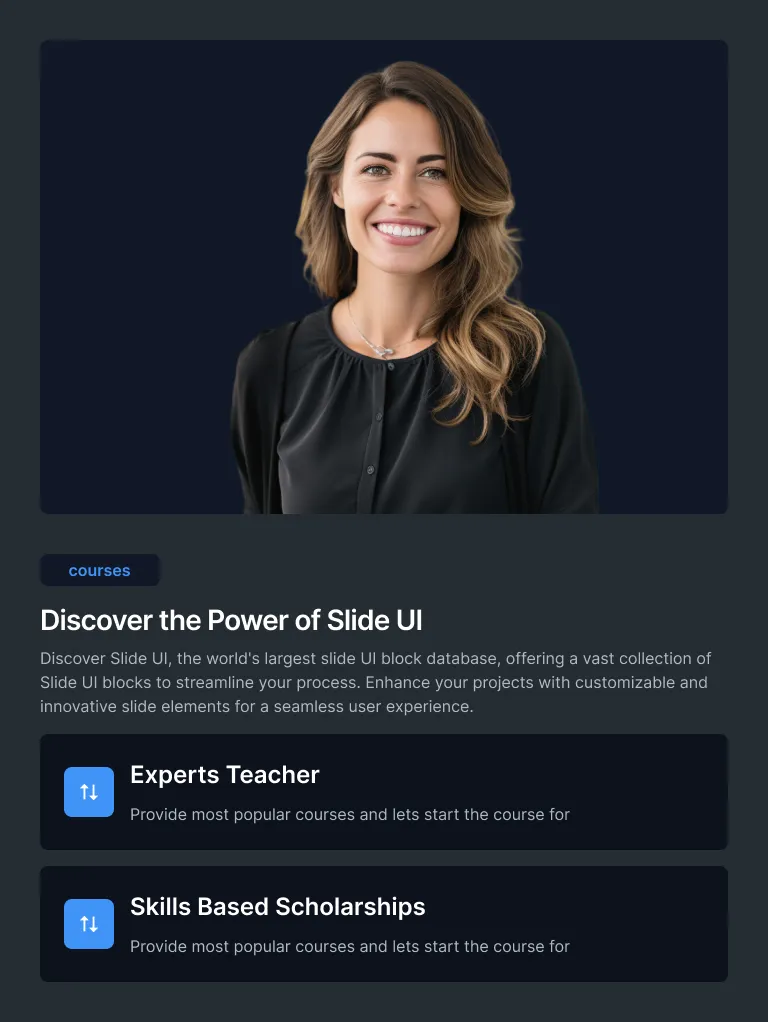 courses
Discover the Power of Slide UI
Discover Slide UI, the world's largest slide UI block database, offering a vast collection of
Slide UI blocks to streamline your process. Enhance your projects with customizable and
innovative slide elements for a seamless user experience.
Experts Teacher
Provide most popular courses and lets start the course for
Skills Based Scholarships
Provide most popular courses and lets start the course for